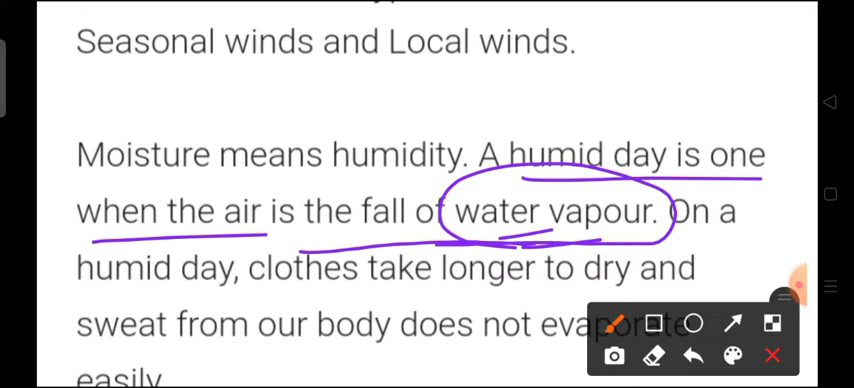 Seasonal winds and Local winds.
Moisture means humidity. A humid day is one
when the air is the fall of water vapour. On a
humid day, clothes take longer to dry and
sweat from our body does not evaporate
easily